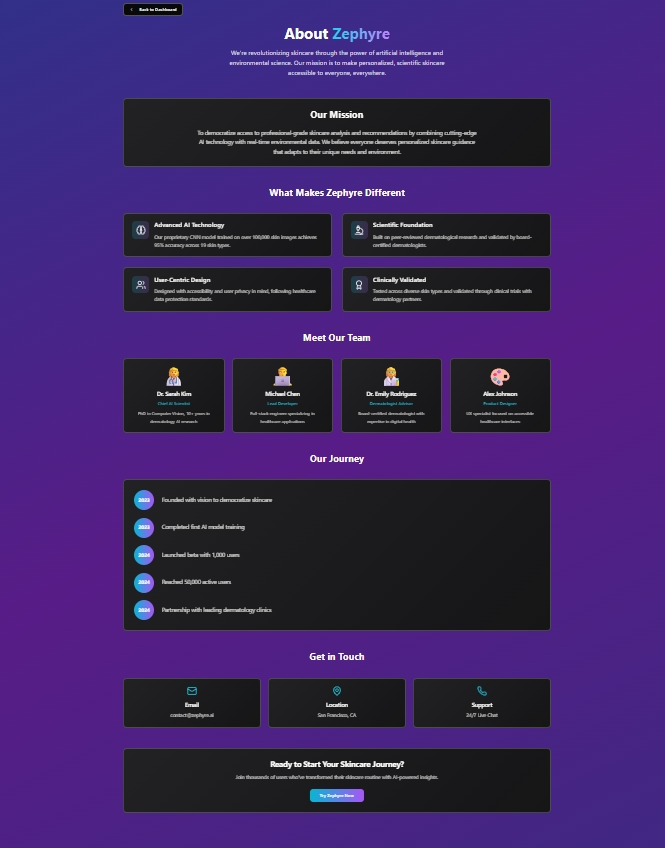 Back to Dashboard
About Zephyre
We're revolutionizing skincare through the power of artificial intelligence and
environmental science. Our mission is to make personalized, scientific skincare
accessible to everyone, everywhere.
Our Mission
To democratize access to professional-grade skincare analysis and recommendations by combining cutting-edge
AI technology with real-time environmental data. We believe everyone deserves personalized skincare guidance
that adapts to their unique needs and environment.
What Makes Zephyre Different
Advanced AI Technology
Our proprietary CNN model trained on over 100,000 skin images achieves
95% accuracy across 19 skin types.
Scientific Foundation
Built on peer-reviewed dermatological research and validated by board-
certified dermatologists.
User-Centric Design
Designed with accessibility and user privacy in mind, following healthcare
data protection standards.
Clinically Validated
Tested across diverse skin types and validated through clinical trials with
dermatology partners.
Meet Our Team
Dr. Sarah Kim
Chief AI Scientist
PhD in Computer Vision, 10+ years in
dermatology AI research
Michael Chen
Lead Developer
Full-stack engineer specializing in
healthcare applications
Dr. Emily Rodriguez
Dermatologist Advisor
Board-certified dermatologist with
expertise in digital health
Alex Johnson
Product Designer
UX specialist focused on accessible
healthcare interfaces
Our Journey
Founded with vision to democratize skincare
2023
Completed first AI model training
2024
Launched beta with 1,000 users
2024
Reached 50,000 active users
2024
Partnership with leading dermatology clinics
Get in Touch
Email
contact@zephyre.ai
Location
San Francisco, CA
Support
24/7 Live Chat
Ready to Start Your Skincare Journey?
Join thousands of users who've transformed their skincare routine with AI-powered insights.
Try Zephyre Now